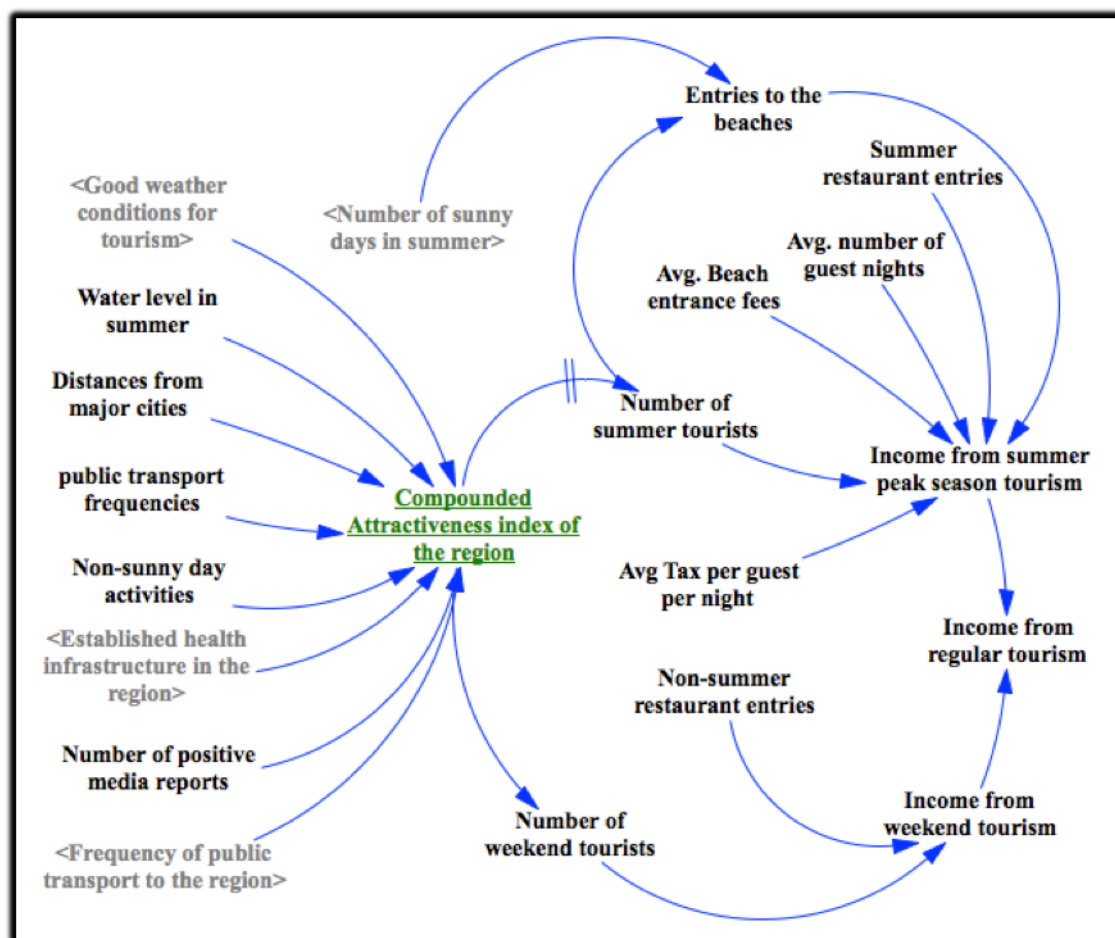 Entries to the
beaches
Summer
restaurant entries
<Good weather
conditions for
tourism>
<Number of sunny
days in summer>
Avg. number of
guest nights
Avg. Beach
entrance fees
Water level in
summer
Distances from
major cities
Number of
summer tourists
public transport
frequencies
Income from summer
peak season tourism
Compounded
Attractiveness index of
the region
Non-sunny day
activities
Avg Tax per guest
per night
<Established health
infrastructure in the
region>
Income from
regular tourism
Non-summer
restaurant entries
Number of positive
media reports
Income from
weekend tourism
Number of
weekend tourists
<Frequency of public
transport to the region>